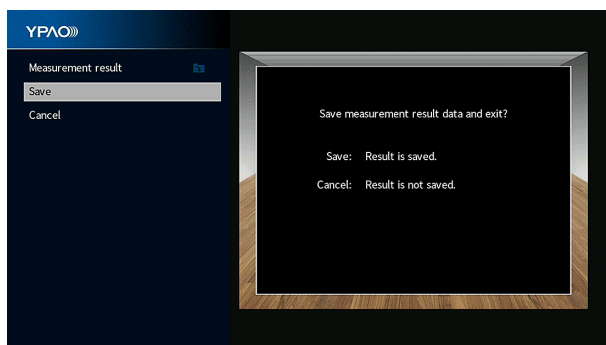 YPAO
Measurement result
Save
Cancel
Save measurement result data and exit?
Save: Result is saved.
Cancel: Result is not saved.